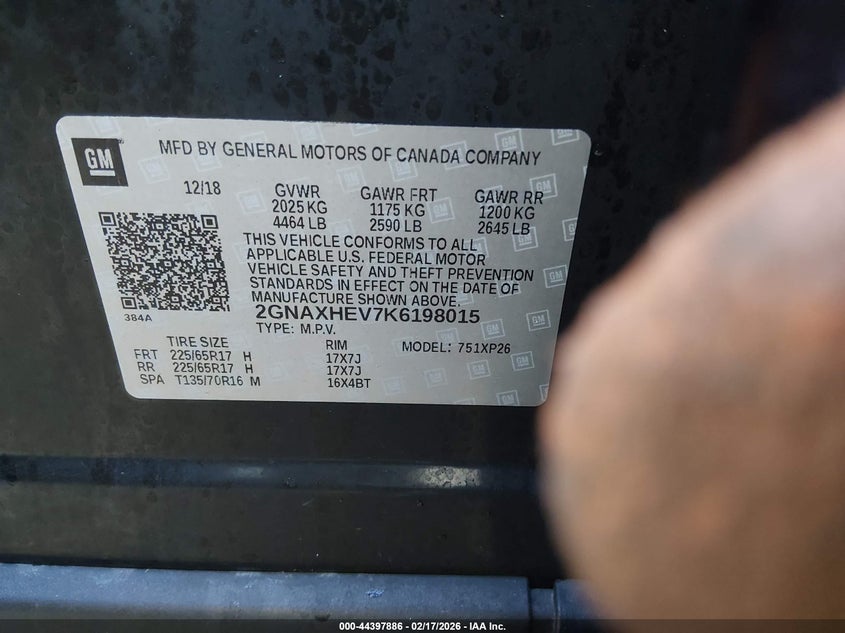 GM
MFD BY GENERAL MOTORS OF CANADA COMPANY
12/18 GVWR GAWR FRT GAWR RR
2025 KG 1175 KG 1200 KG
4464 LB 2590 LB 2645 LB
THIS VEHICLE CONFORMS TO ALL
APPLICABLE U.S. FEDERAL MOTOR
VEHICLE SAFETY AND THEFT PREVENTION
STANDARDS IN EFFECT ON THE DATE OF
MANUFACTURE SHOWN ABOVE.
384A
2GNAXHEV7K6198015
TYPE: M.P.V.
TIRE SIZE RIM MODEL: 751XP26
FRT 225/65R17 H 17X7J
RR 225/65R17 H 17X7J
SPA T135/70R16 M 16X4BT
000-44397886 - 02/17/2026 - IAA Inc.